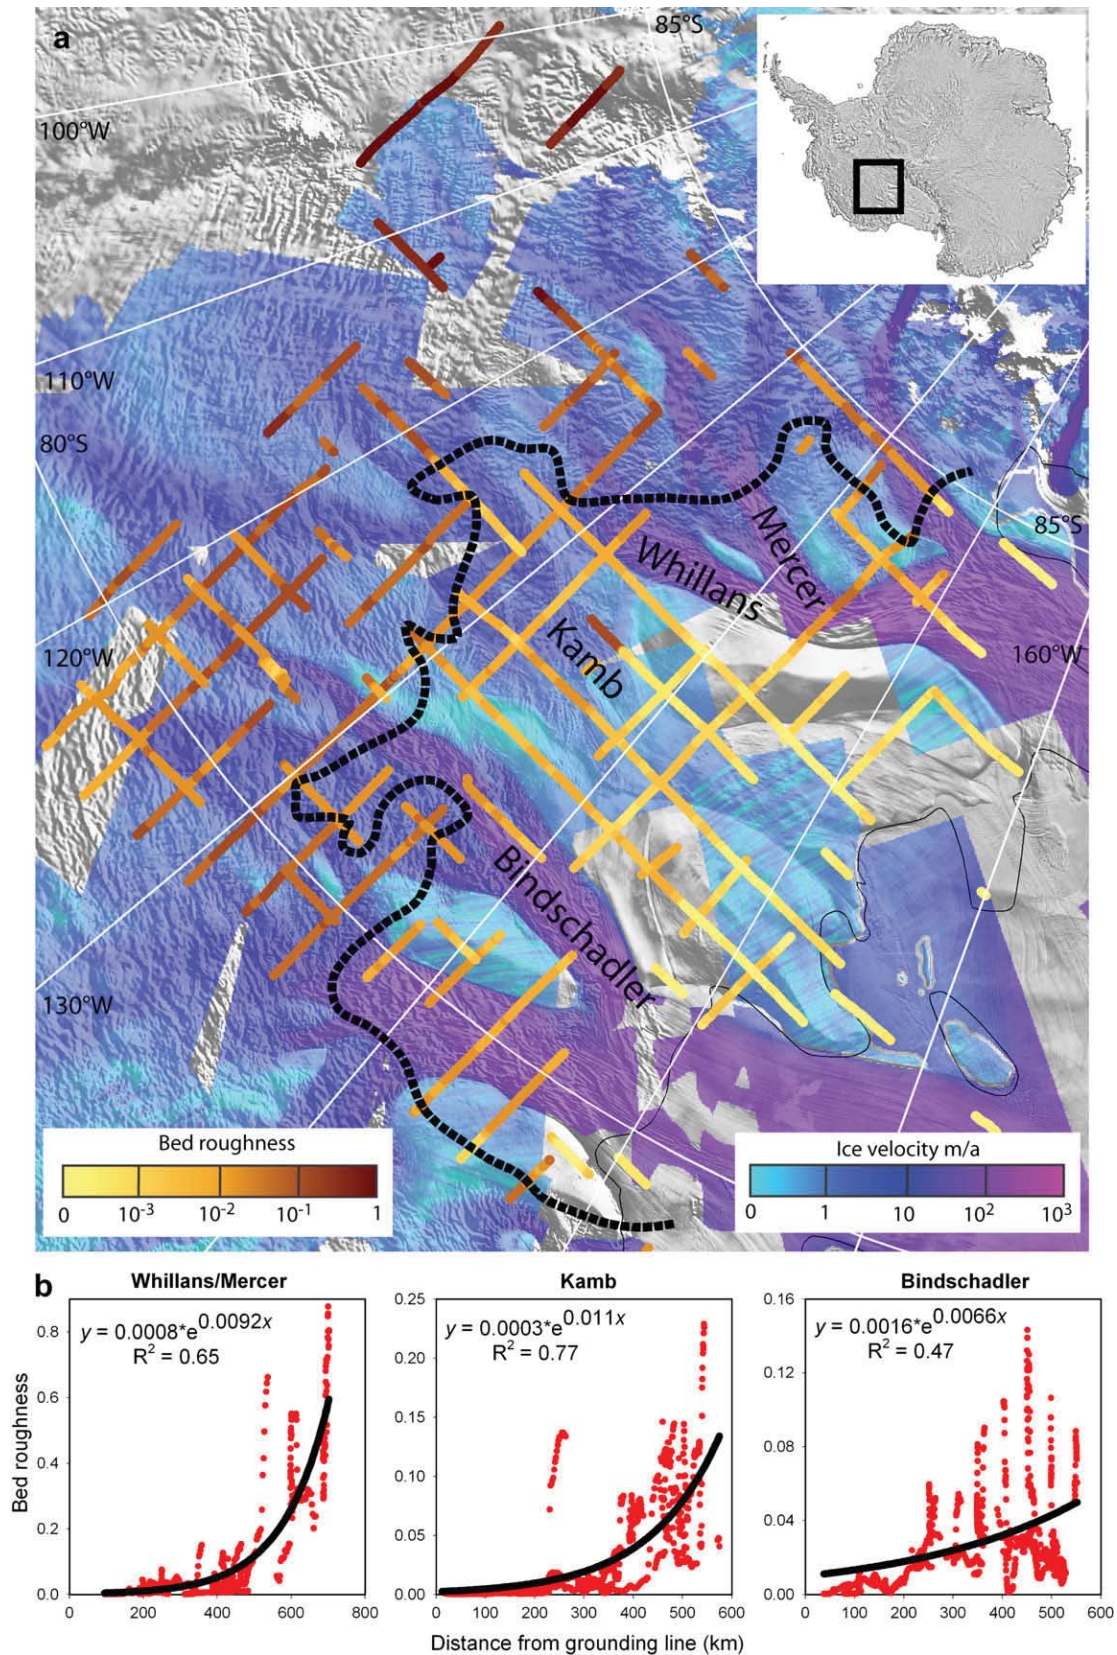 a
85°S
100°W
110°W
80°S
Mercer
Whillans
85°S
Kamb
160°W
120°W
Bindschadler
130°W
Bed roughness
0 10⁻³ 10⁻² 10⁻¹ 1
Ice velocity m/a
0 1 10 10² 10³
b
Whillans/Mercer
y = 0.0008*e^0.0092x
R² = 0.65
0.8
0.6
0.4
0.2
0.0
0 200 400 600 800
Kamb
y = 0.0003*e^0.011x
R² = 0.77
0.25
0.20
0.15
0.10
0.05
0.00
0 100 200 300 400 500 600
Bindschadler
y = 0.0016*e^0.0066x
R² = 0.47
0.16
0.12
0.08
0.04
0.00
0 100 200 300 400 500 600
Bed roughness
Distance from grounding line (km)